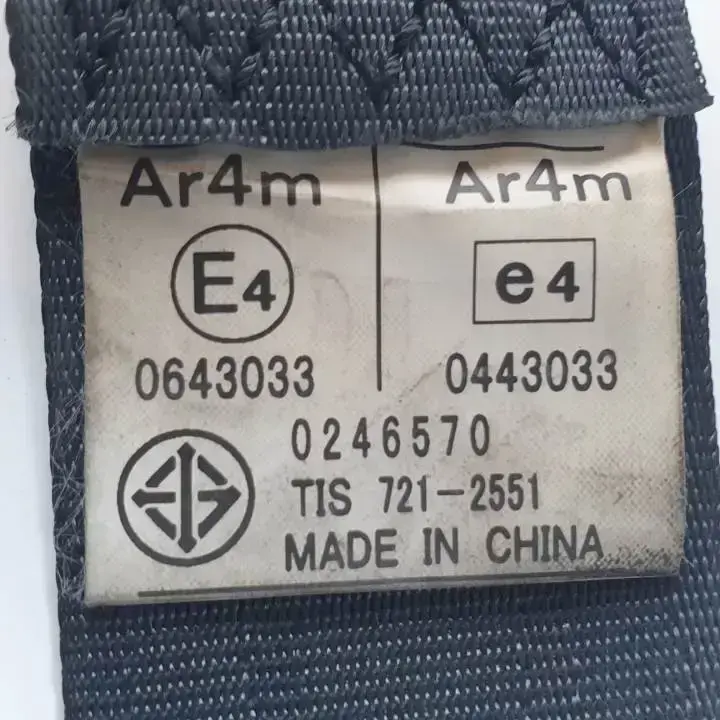 Ar4m Ar4m
E4 e4
0643033 0443033
0246570
TIS 721-2551
MADE IN CHINA